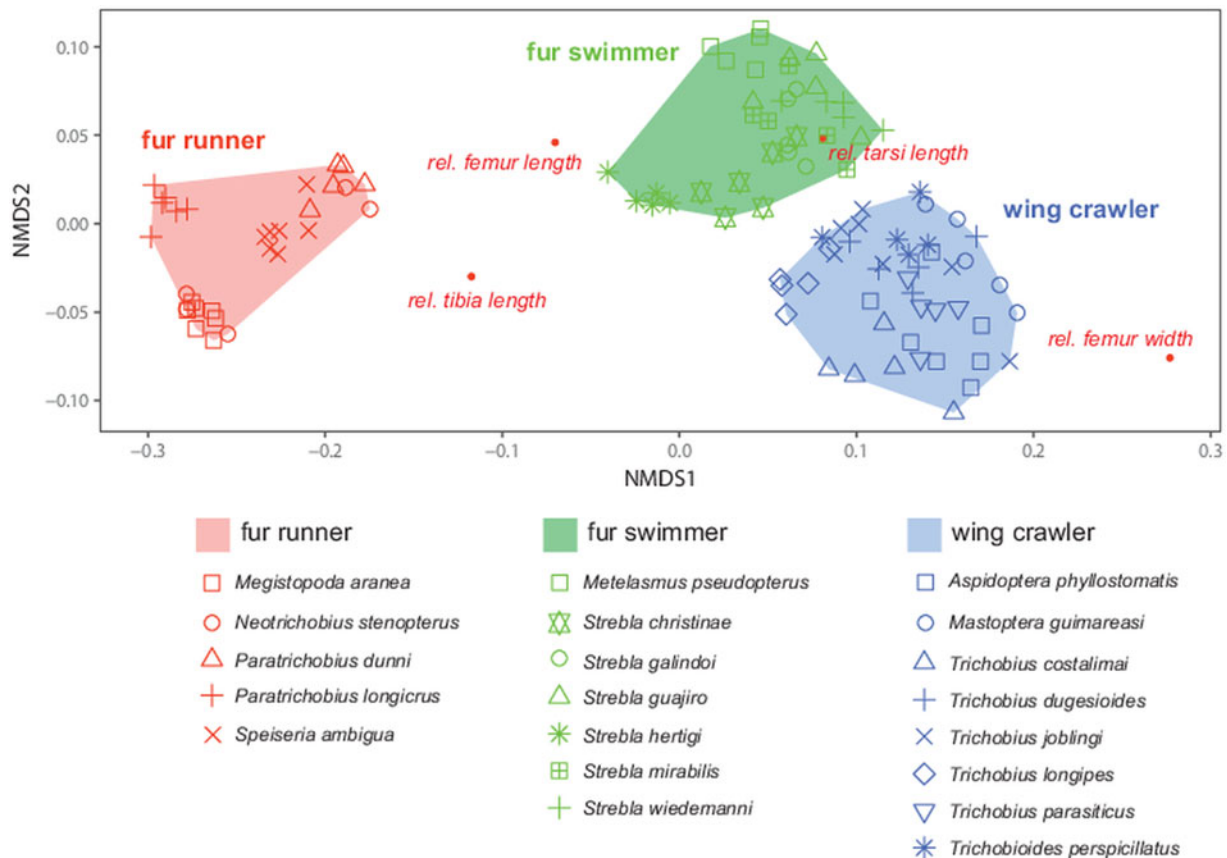 0.10
0.05
0.00
−0.05
−0.10
NMDS2
fur runner
fur swimmer
wing crawler
rel. femur length
rel. tarsi length
rel. tibia length
rel. femur width
−0.3 −0.2 −0.1 0.0 0.1 0.2 0.3
NMDS1
fur runner
Megistopoda aranea
Neotrichobius stenopterus
Paratrichobius dunni
Paratrichobius longicrus
Speiseria ambigua
fur swimmer
Metelasmus pseudopterus
Strebla christinae
Strebla galindoi
Strebla guajiro
Strebla hertigi
Strebla mirabilis
Strebla wiedemanni
wing crawler
Aspidoptera phyllostomatis
Mastoptera guimareasi
Trichobius costalimai
Trichobius dugesioides
Trichobius joblingi
Trichobius longipes
Trichobius parasiticus
Trichobioides perspicillatus